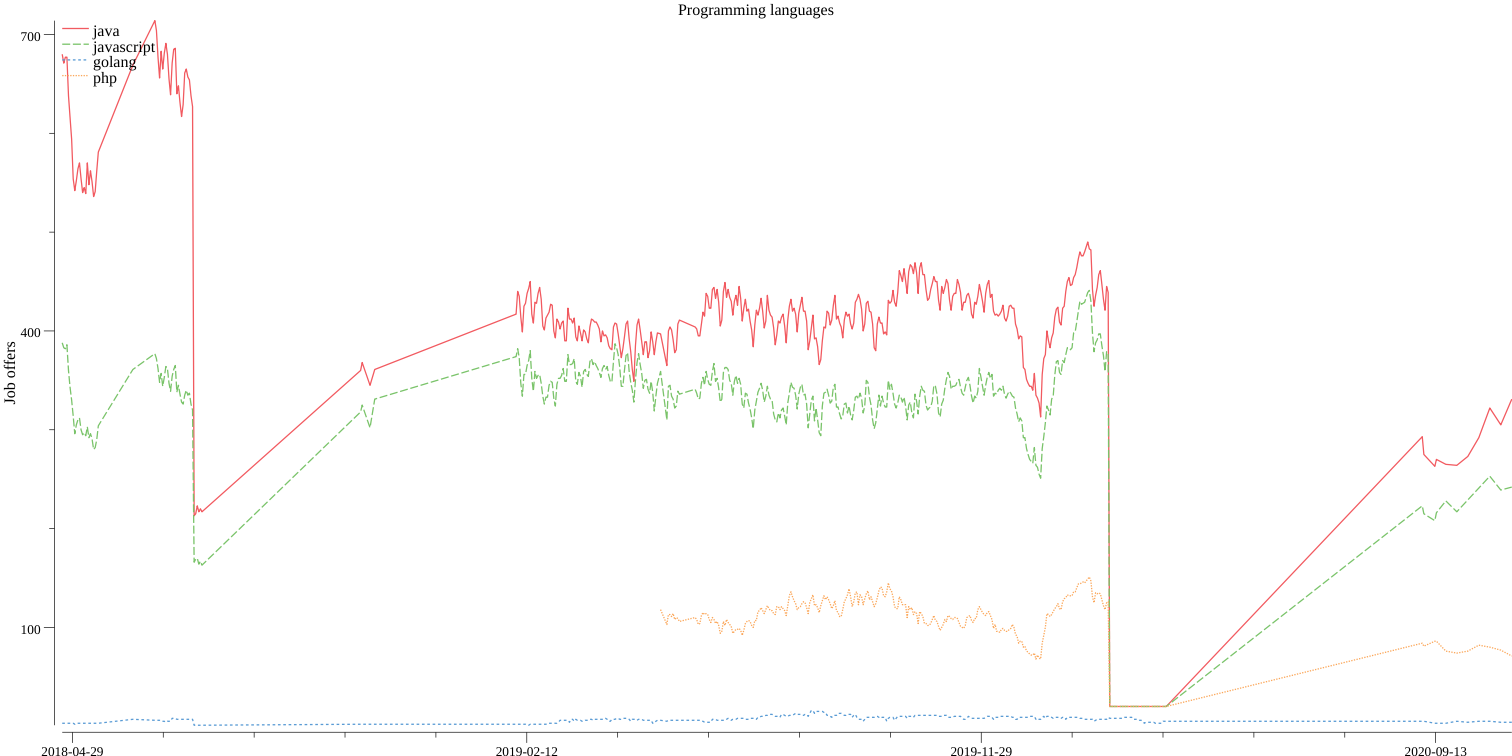 Programming languages
java
javascript
golang
php
700
400
100
Job offers
2018-04-29
2019-02-12
2019-11-29
2020-09-13